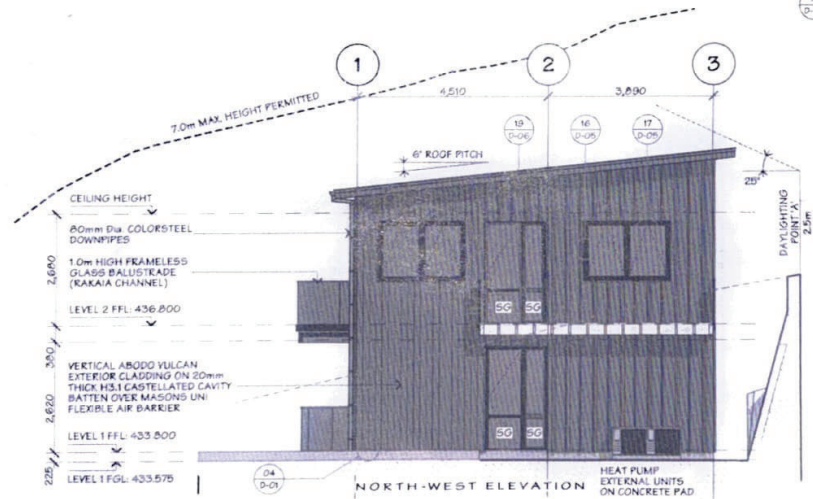 1
2
3
4,510
3,890
7.0m MAX. HEIGHT PERMITTED
19
D-06
16
D-05
17
D-05
6° ROOF PITCH
25°
DAYLIGHTING
POINT 'A'
2.5m
CEILING HEIGHT
80mm Dia. COLORSTEEL
DOWNPIPES
1.0m HIGH FRAMELESS
GLASS BALUSTRADE
(RAKAIA CHANNEL)
LEVEL 2 FFL: 436.800
2,680
380
2,620
225
VERTICAL ABODO VULCAN
EXTERIOR CLADDING ON 20mm
THICK H3.1 CASTELLATED CAVITY
BATTEN OVER MASONS UNI
FLEXIBLE AIR BARRIER
LEVEL 1 FFL: 433.800
LEVEL 1 FGL: 433.575
SG SG
SG SG
04
D-01
NORTH-WEST ELEVATION
HEAT PUMP
EXTERNAL UNITS
ON CONCRETE PAD